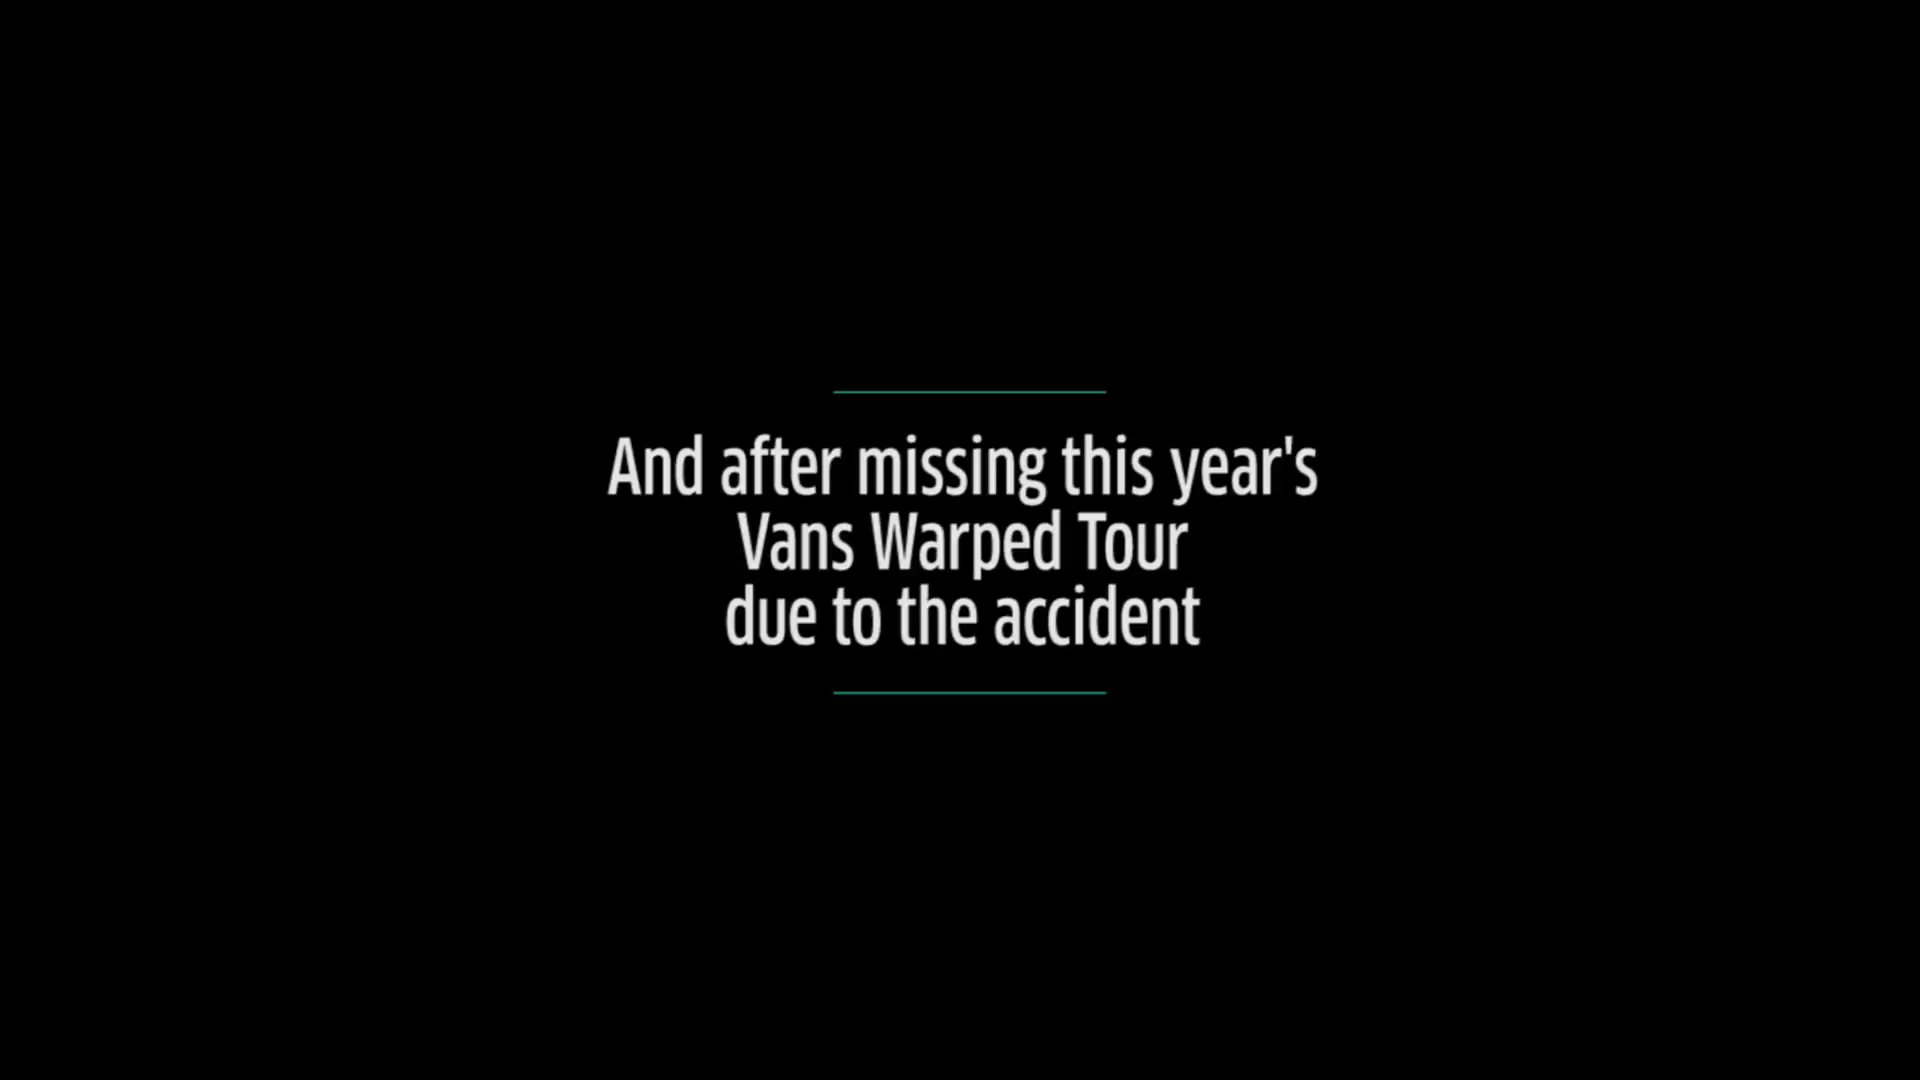 And after missing this year's
Vans Warped Tour
due to the accident